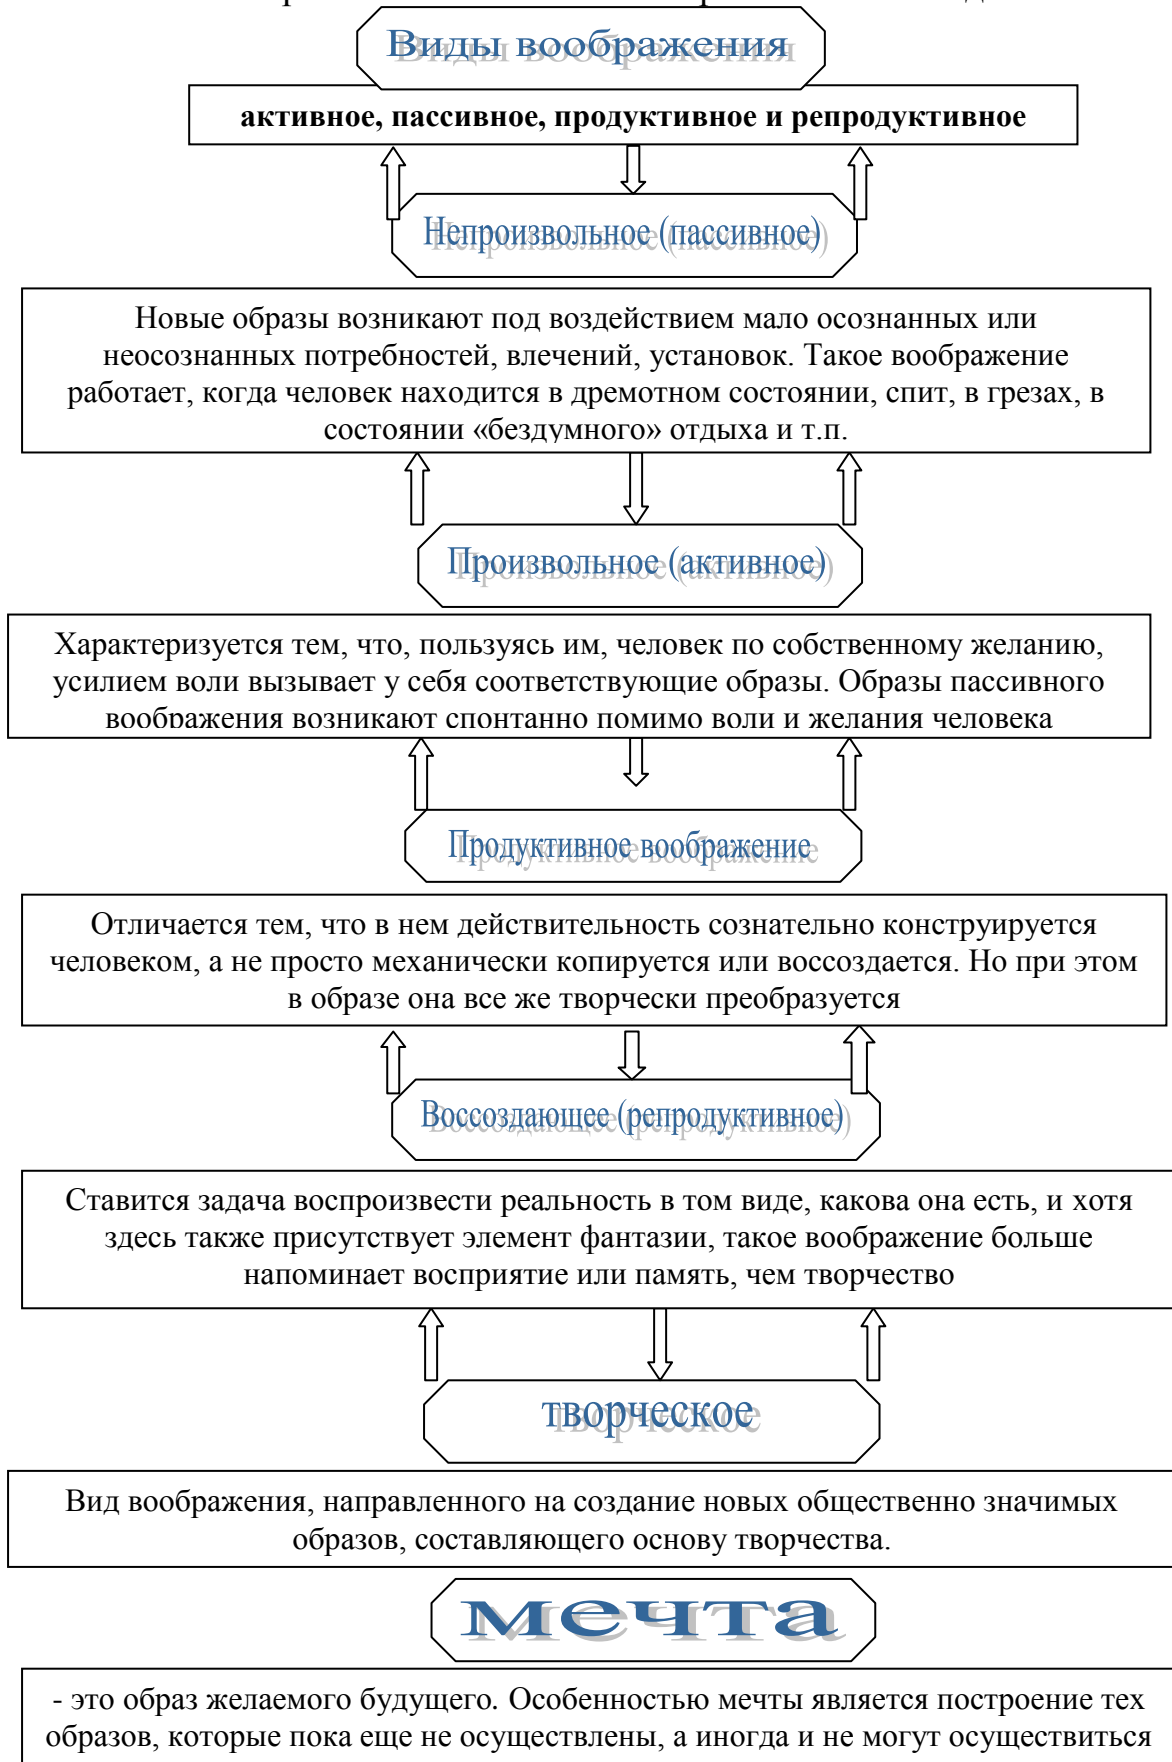 Виды воображения
активное, пассивное, продуктивное и репродуктивное
Непроизвольное (пассивное)
Новые образы возникают под воздействием мало осознанных или
неосознанных потребностей, влечений, установок. Такое воображение
работает, когда человек находится в дремотном состоянии, спит, в грезах, в
состоянии «бездумного» отдыха и т.п.
Произвольное (активное)
Характеризуется тем, что, пользуясь им, человек по собственному желанию,
усилием воли вызывает у себя соответствующие образы. Образы пассивного
воображения возникают спонтанно помимо воли и желания человека
Продуктивное воображение
Отличается тем, что в нем действительность сознательно конструируется
человеком, а не просто механически копируется или воссоздается. Но при этом
в образе она все же творчески преобразуется
Воссоздающее (репродуктивное)
Ставится задача воспроизвести реальность в том виде, какова она есть, и хотя
здесь также присутствует элемент фантазии, такое воображение больше
напоминает восприятие или память, чем творчество
творческое
Вид воображения, направленного на создание новых общественно значимых
образов, составляющего основу творчества.
мечта
- это образ желаемого будущего. Особенностью мечты является построение тех
образов, которые пока еще не осуществлены, а иногда и не могут осуществиться